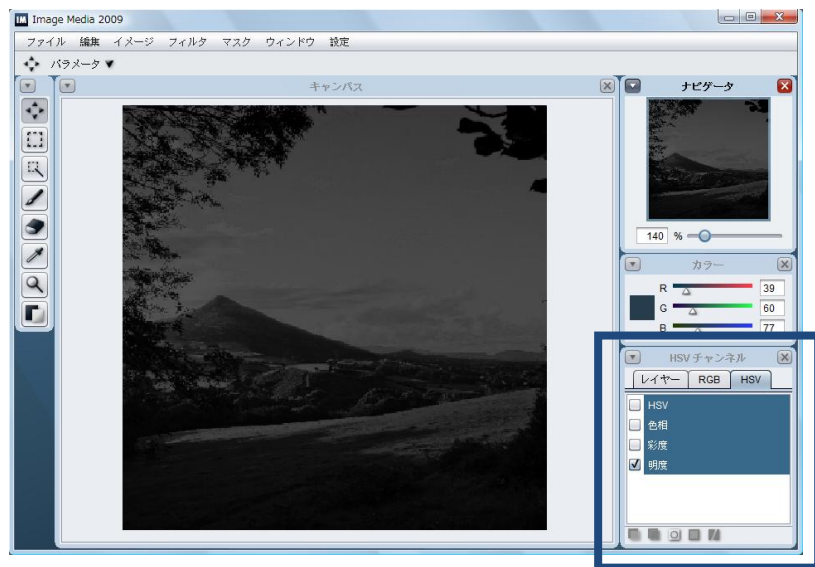 IM Image Media 2009
ファイル 編集 イメージ フィルタ マスク ウィンドウ 設定
パラメータ
キャンバス
ナビゲータ
140 %
カラー
R 39
G 60
B 77
HSV チャンネル
レイヤー RGB HSV
HSV
色相
彩度
明度